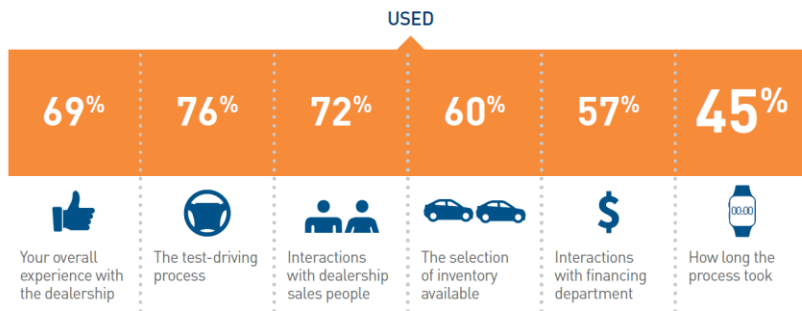 USED
69%
76%
72%
60%
57%
45%
00:00
Your overall
experience with
the dealership
The test-driving
process
Interactions
with dealership
sales people
The selection
of inventory
available
Interactions
with financing
department
How long the
process took
$